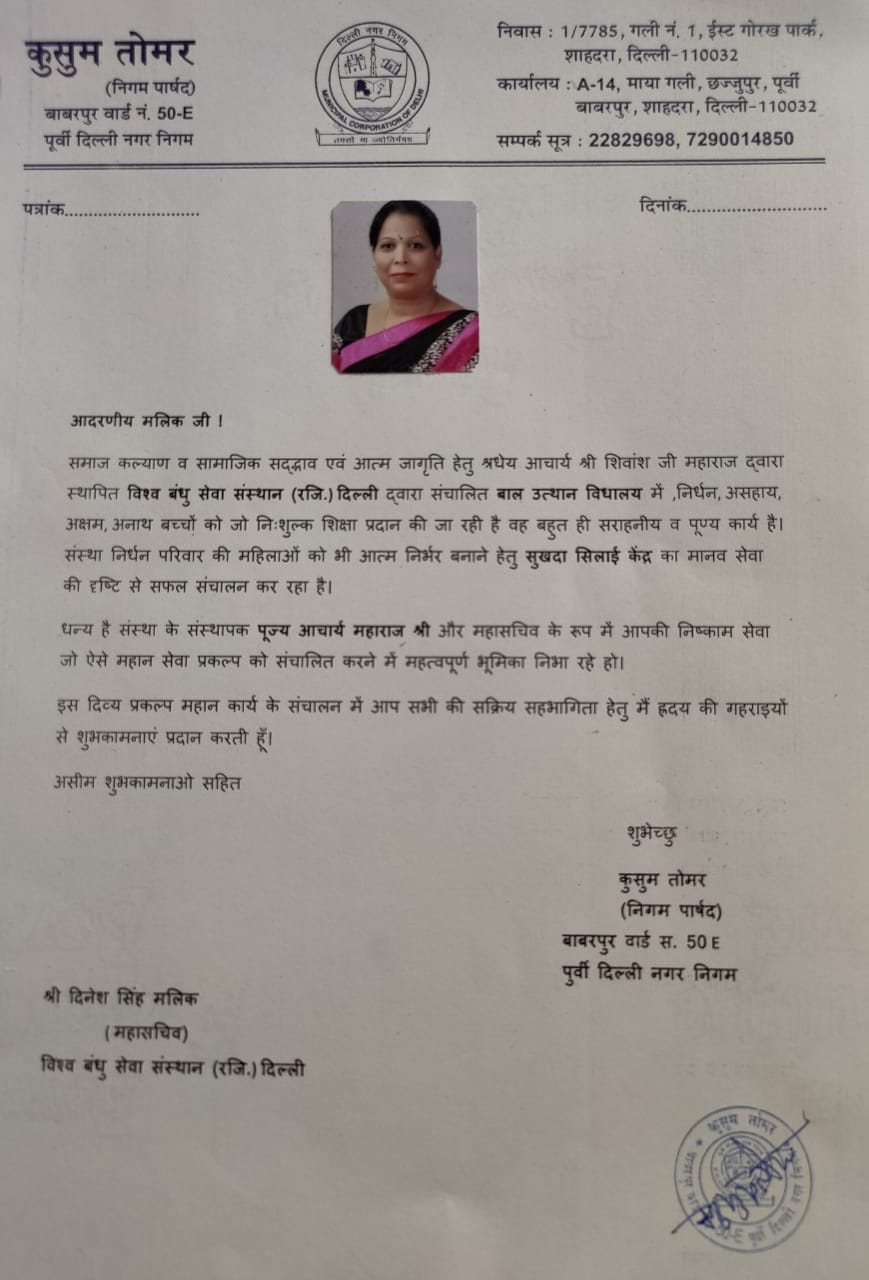 कुसुम तोमर
(निगम पार्षद)
बाबरपुर वार्ड नं. 50-E
पूर्वी दिल्ली नगर निगम
दिल्ली नगर निगम
MUNICIPAL CORPORATION OF DELHI
तमसो मा ज्योतिर्गमय
निवास : 1/7785, गली नं. 1, ईस्ट गोरख पार्क,
शाहदरा, दिल्ली-110032
कार्यालय : A-14, माया गली, छज्जुपुर, पूर्वी
बाबरपुर, शाहदरा, दिल्ली-110032
सम्पर्क सूत्र : 22829698, 7290014850
पत्रांक............................
दिनांक.............................
आदरणीय मलिक जी !
समाज कल्याण व सामाजिक सद्भाव एवं आत्म जागृति हेतु श्रधेय आचार्य श्री शिवांश जी महाराज द्वारा
स्थापित विश्व बंधु सेवा संस्थान (रजि.) दिल्ली द्वारा संचालित बाल उत्थान विधालय में ,निर्धन, असहाय,
अक्षम, अनाथ बच्चों को जो निःशुल्क शिक्षा प्रदान की जा रही है वह बहुत ही सराहनीय व पूण्य कार्य है।
संस्था निर्धन परिवार की महिलाओं को भी आत्म निर्भर बनाने हेतु सुखदा सिलाई केंद्र का मानव सेवा
की दृष्टि से सफल संचालन कर रहा है।
धन्य है संस्था के संस्थापक पूज्य आचार्य महाराज श्री और महासचिव के रूप में आपकी निष्काम सेवा
जो ऐसे महान सेवा प्रकल्प को संचालित करने में महत्वपूर्ण भूमिका निभा रहे हो।
इस दिव्य प्रकल्प महान कार्य के संचालन में आप सभी की सक्रिय सहभागिता हेतु मैं ह्रदय की गहराइयों
से शुभकामनाएं प्रदान करती हूँ।
असीम शुभकामनाओ सहित
शुभेच्छु
कुसुम तोमर
(निगम पार्षद)
बाबरपुर वार्ड स. 50 E
पुर्वी दिल्ली नगर निगम
श्री दिनेश सिंह मलिक
(महासचिव)
विश्व बंधु सेवा संस्थान (रजि.) दिल्ली
कुसुम तोमर
पूर्वी दिल्ली नगर निगम